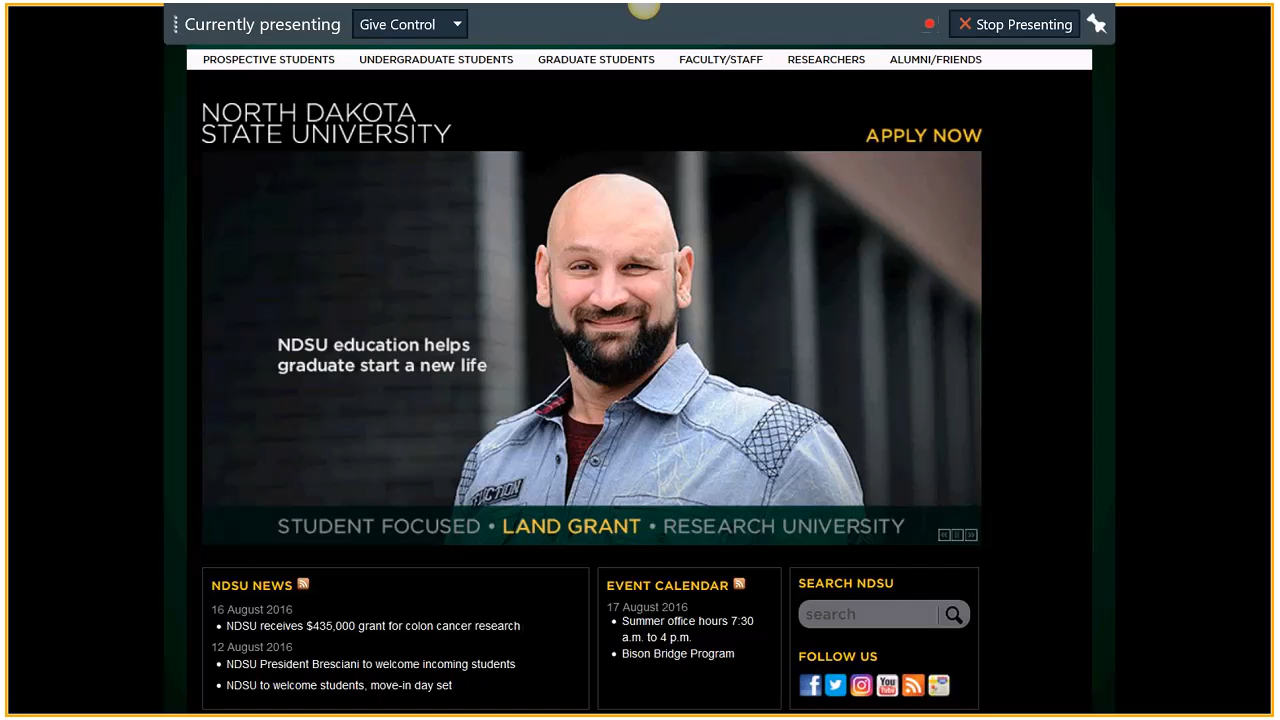 Currently presenting Give Control Stop Presenting
PROSPECTIVE STUDENTS UNDERGRADUATE STUDENTS GRADUATE STUDENTS FACULTY/STAFF RESEARCHERS ALUMNI/FRIENDS
NORTH DAKOTA
STATE UNIVERSITY
APPLY NOW
NDSU education helps
graduate start a new life
STUDENT FOCUSED • LAND GRANT • RESEARCH UNIVERSITY
NDSU NEWS
16 August 2016
• NDSU receives $435,000 grant for colon cancer research
12 August 2016
• NDSU President Bresciani to welcome incoming students
• NDSU to welcome students, move-in day set
EVENT CALENDAR
17 August 2016
• Summer office hours 7:30
a.m. to 4 p.m.
• Bison Bridge Program
SEARCH NDSU
search
FOLLOW US
You
Tube